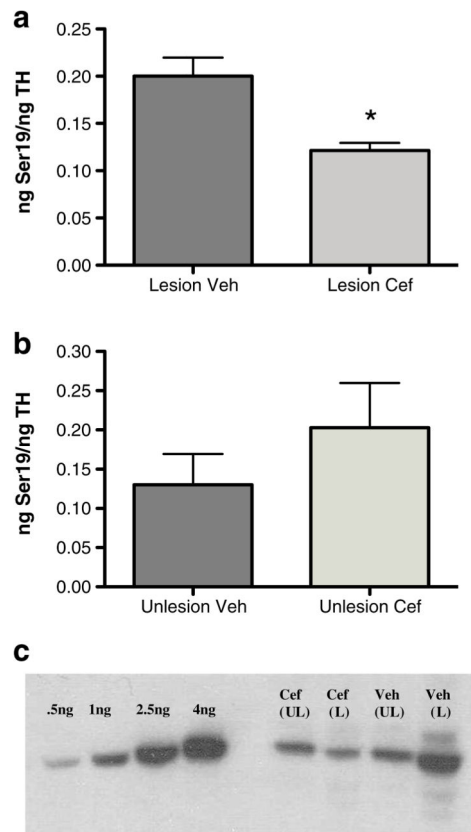 a
ng Ser19/ng TH
0.25
0.20
0.15
0.10
0.05
0.00
*
Lesion Veh Lesion Cef
b
ng Ser19/ng TH
0.30
0.25
0.20
0.15
0.10
0.05
0.00
Unlesion Veh Unlesion Cef
c
.5ng 1ng 2.5ng 4ng
Cef Cef Veh Veh
(UL) (L) (UL) (L)